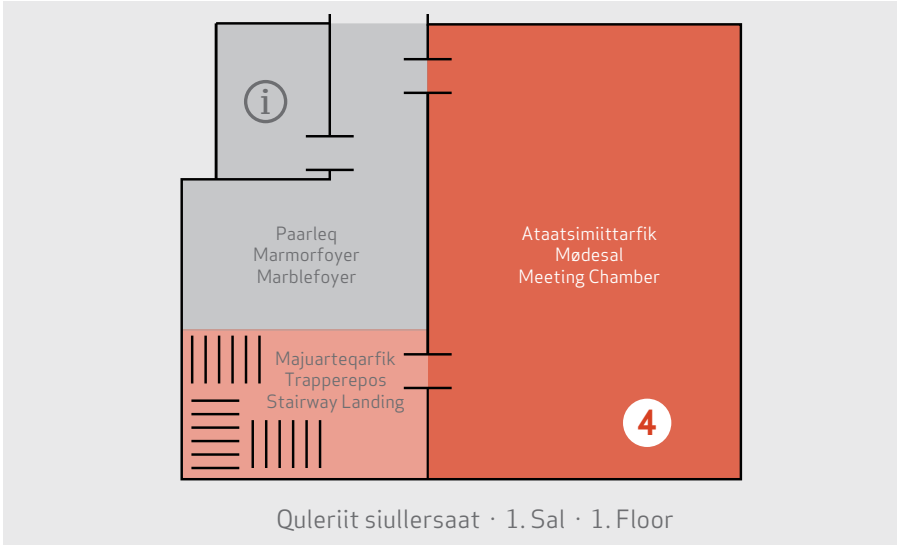 i
Paarleq
Marmorfoyer
Marblefoyer
Ataatsimiittarfik
Mødesal
Meeting Chamber
Majuarteqarfik
Trapperepos
Stairway Landing
4
Quleriit siullersaat · 1. Sal · 1. Floor